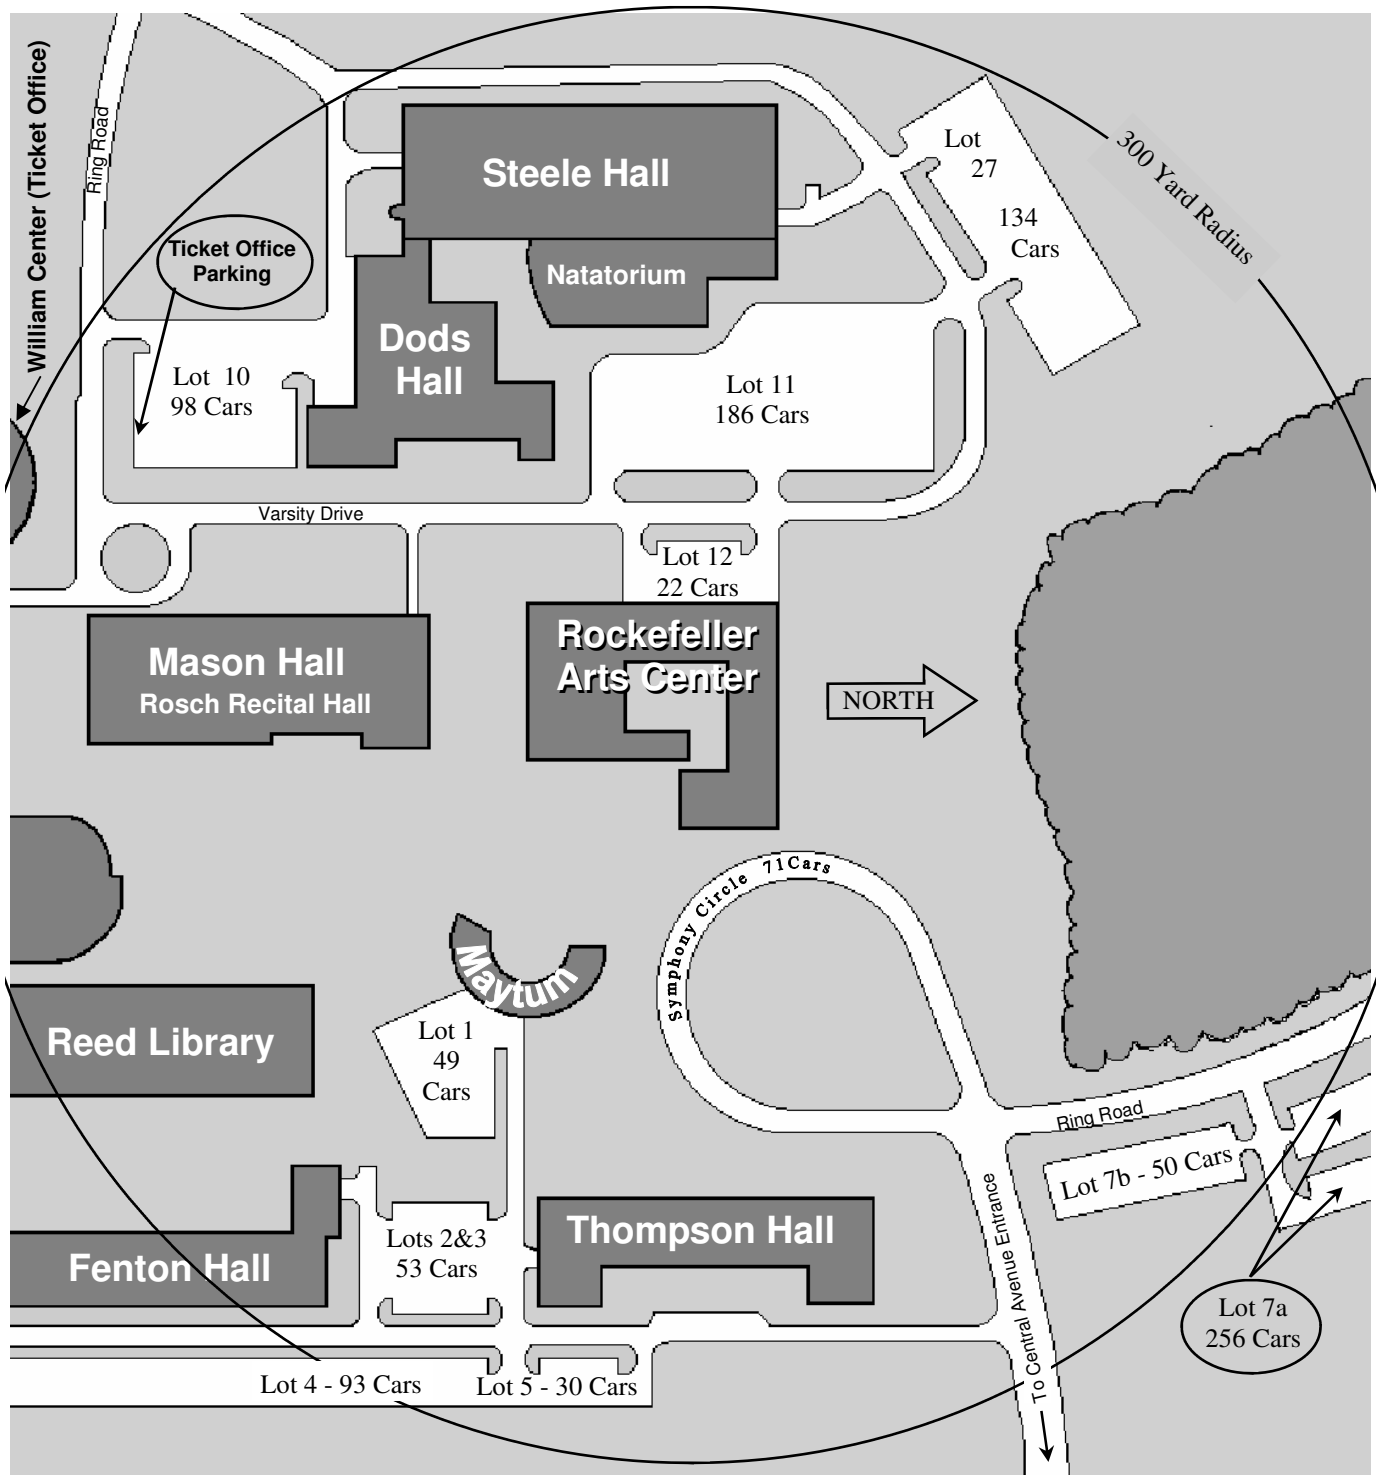 William Center (Ticket Office)
Ring Road
Steele Hall
Lot
27
134
Cars
300 Yard Radius
Ticket Office
Parking
Natatorium
Dods
Hall
Lot 10
98 Cars
Lot 11
186 Cars
Varsity Drive
Lot 12
22 Cars
Rockefeller
Arts Center
Mason Hall
Rosch Recital Hall
NORTH
Symphony Circle 71Cars
Maytum
Reed Library
Lot 1
49
Cars
Ring Road
Lot 7b - 50 Cars
Thompson Hall
Lots 2&3
53 Cars
Fenton Hall
To Central Avenue Entrance
Lot 7a
256 Cars
Lot 4 - 93 Cars
Lot 5 - 30 Cars